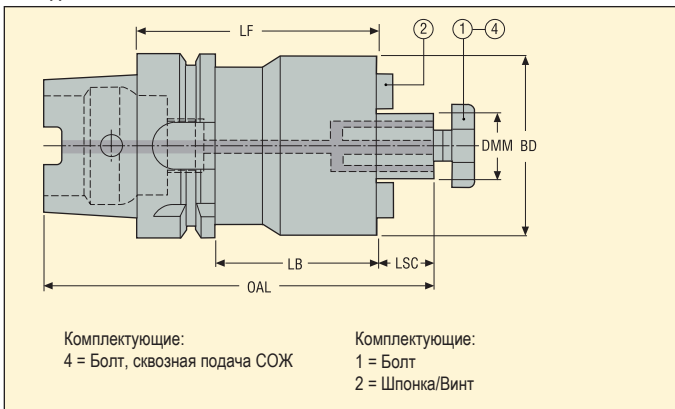 LF
2
1
4
DMM
BD
LB
LSC
OAL
Комплектующие:
4 = Болт, сквозная подача СОЖ
Комплектующие:
1 = Болт
2 = Шпонка/Винт